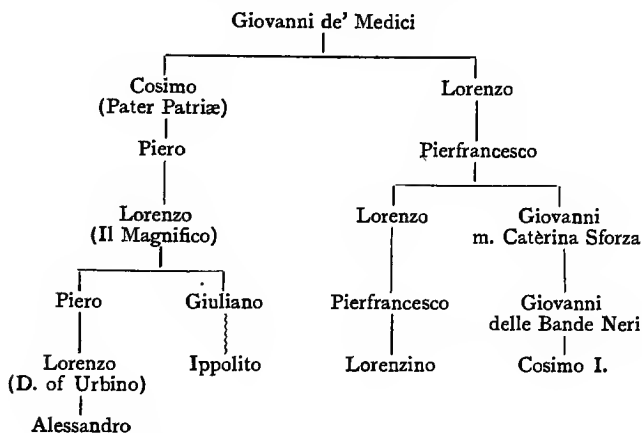 Giovanni de' Medici
Cosimo
(Pater Patriæ)
Lorenzo
Piero
Pierfrancesco
Lorenzo
(Il Magnifico)
Lorenzo
Giovanni
m. Catèrina Sforza
Piero
Giuliano
Pierfrancesco
Giovanni
delle Bande Neri
Lorenzo
(D. of Urbino)
Ippolito
Lorenzino
Cosimo I.
Alessandro